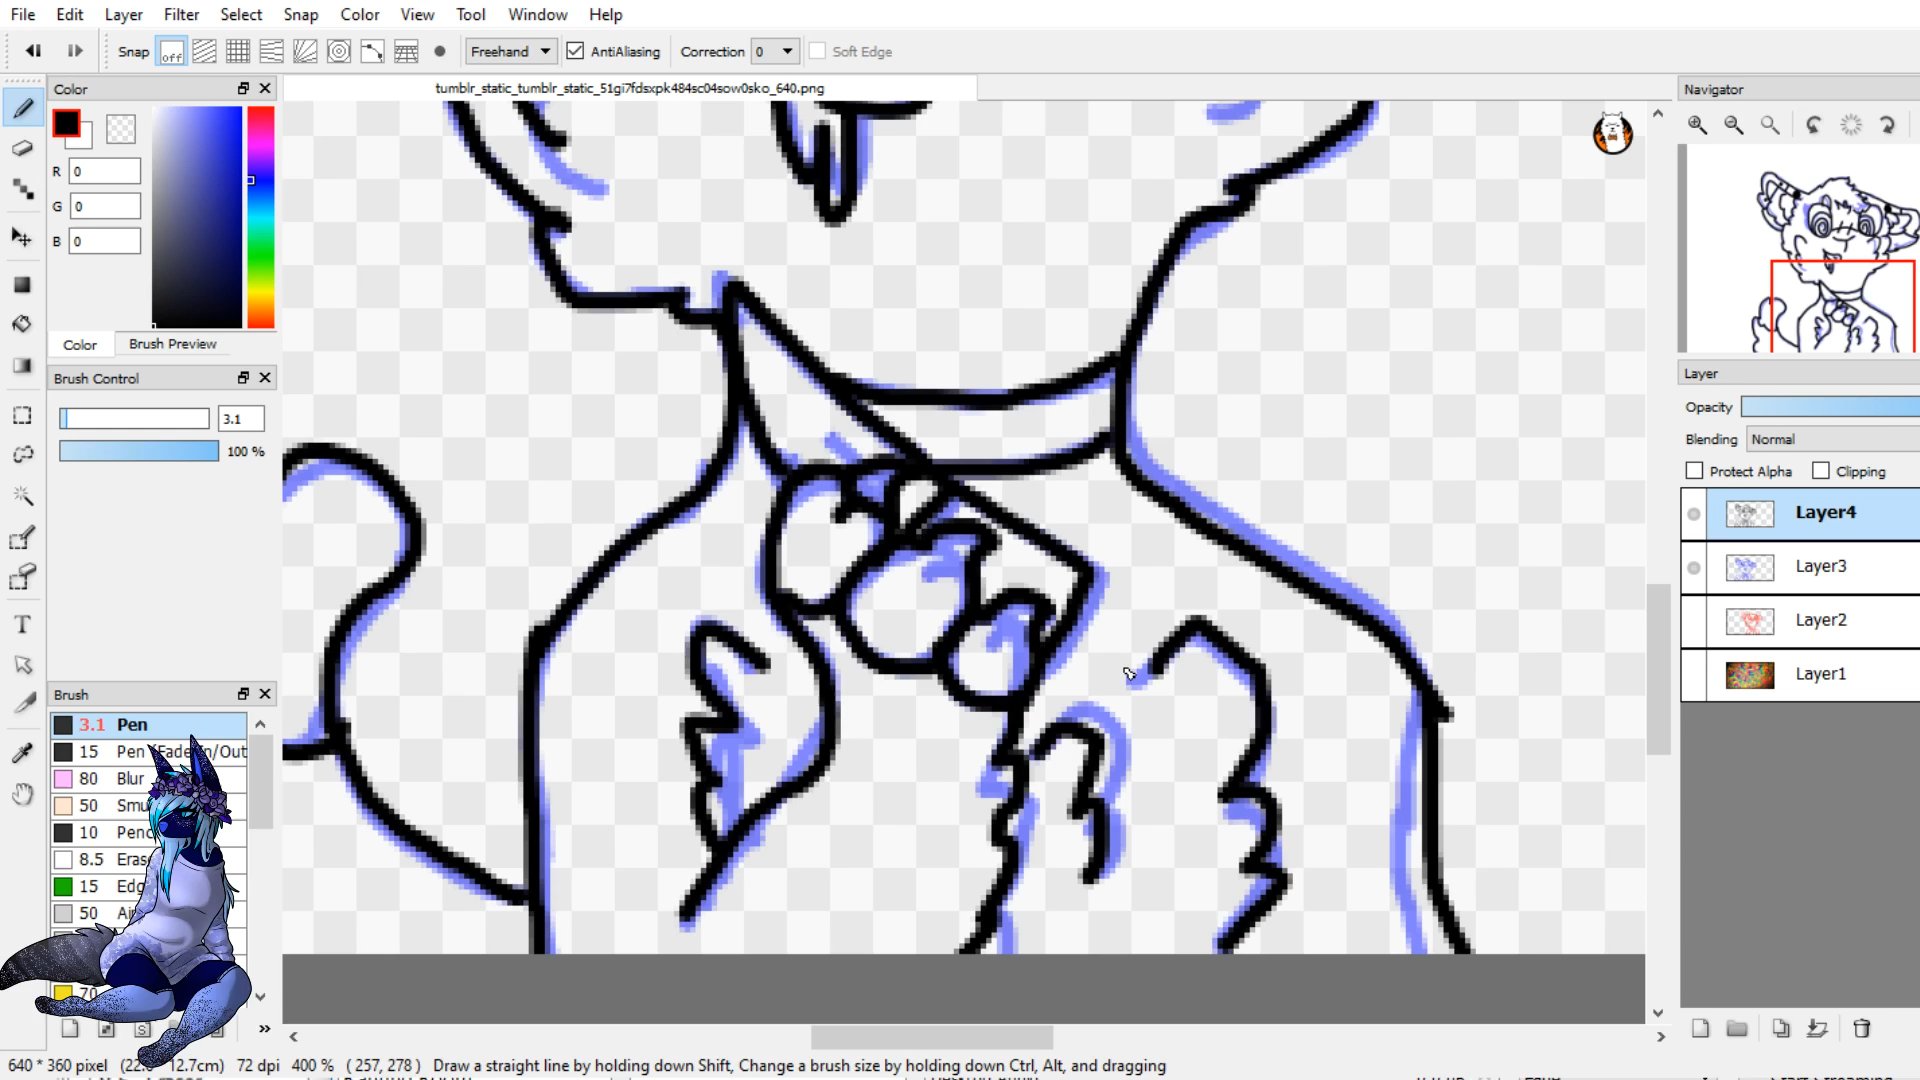 File Edit Layer Filter Select Snap Color View Tool Window Help
Snap off Freehand AntiAliasing Correction 0 Soft Edge
Color
tumblr_static_tumblr_static_51gi7fdsxpk484sc04sow0sko_640.png
Navigator
R 0
G 0
B 0
Color Brush Preview
Brush Control
3.1
100 %
Layer
Opacity
Blending Normal
Protect Alpha Clipping
Layer4
Layer3
Layer2
Layer1
Brush
3.1 Pen
15 Pen (Fade In/Out
80 Blur
50 Smu
10 Penc
8.5 Eras
15 Edg
50 Air
70
640 * 360 pixel 12.7cm) 72 dpi 400 % ( 257, 278 ) Draw a straight line by holding down Shift, Change a brush size by holding down Ctrl, Alt, and dragging